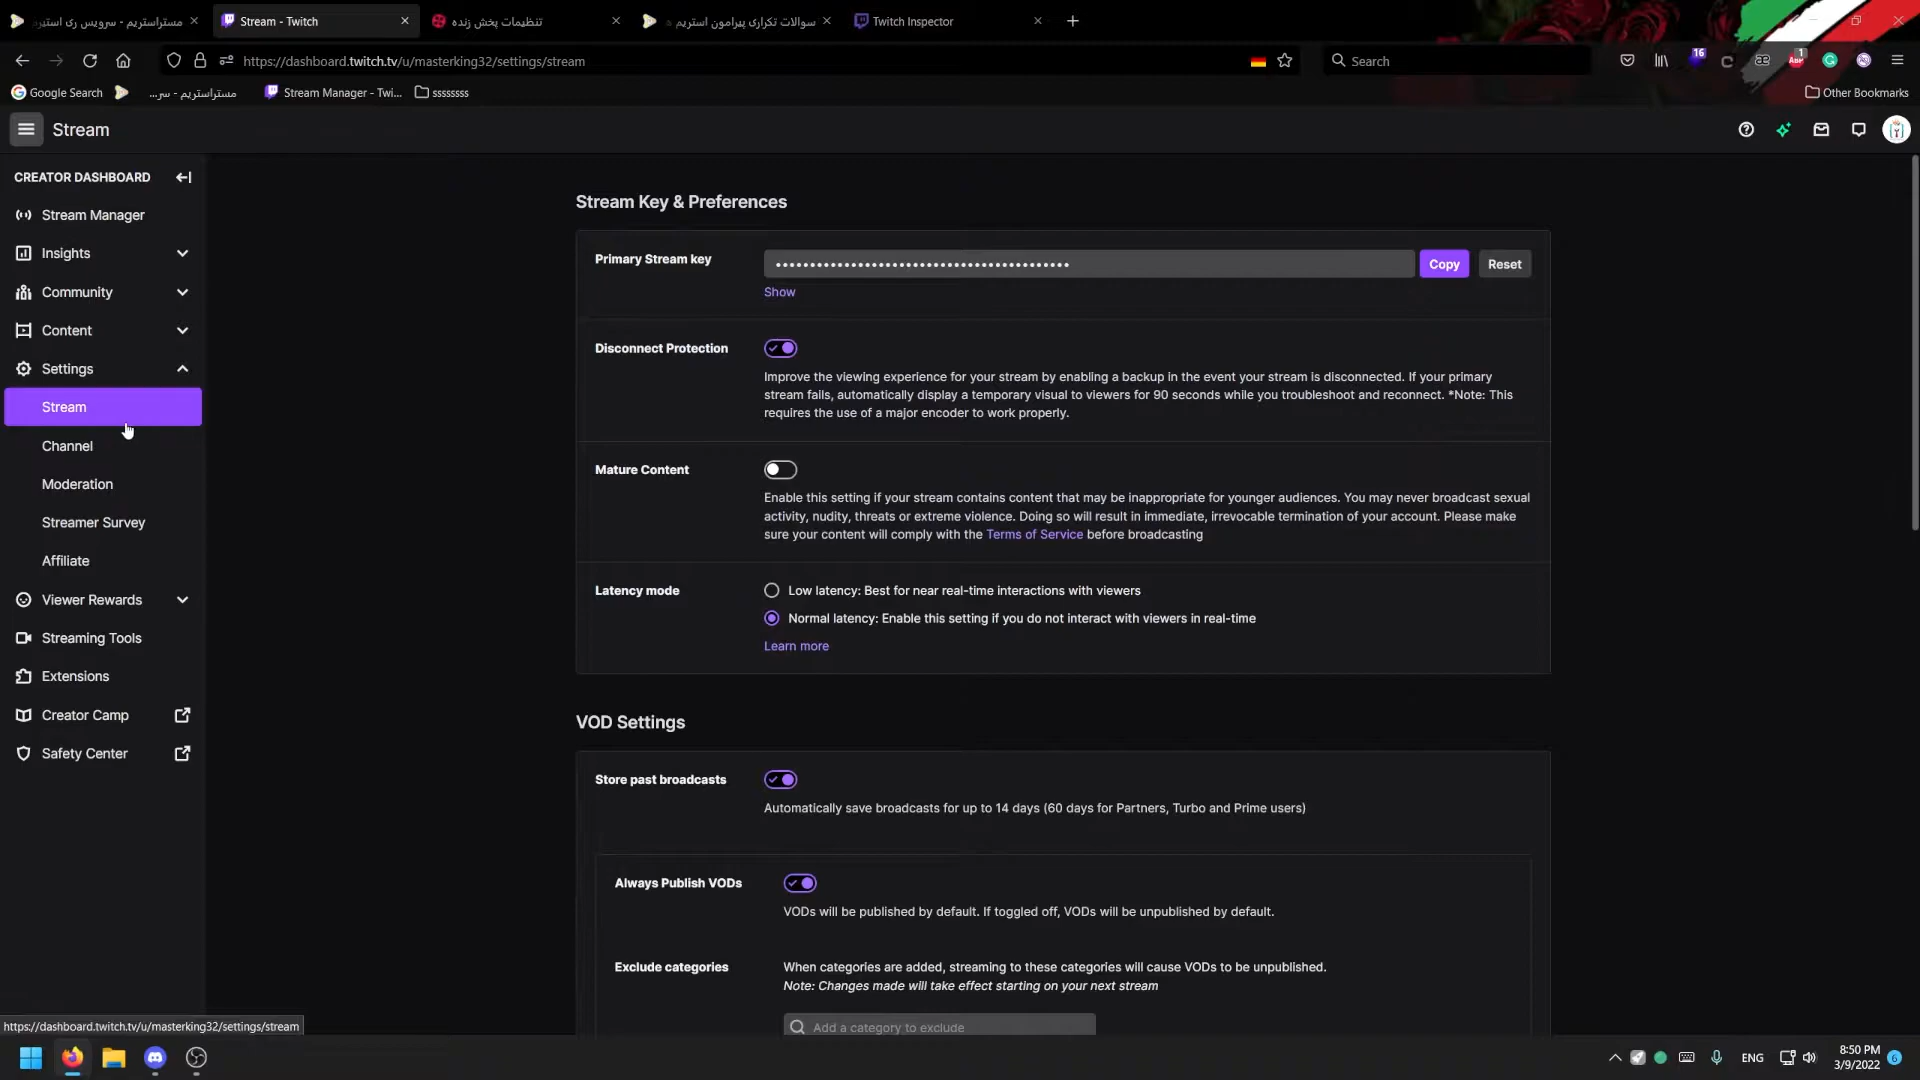 مستراستریم - سرویس ری استیر
Stream - Twitch
تنظیمات پخش زنده
سوالات تکراری پیرامون استریم ه
Twitch Inspector
https://dashboard.twitch.tv/u/masterking32/settings/stream
Search
16
ABP
1
Google Search
مستراستریم - سر...
Stream Manager - Twi...
ssssssss
Other Bookmarks
Stream
CREATOR DASHBOARD
Stream Manager
Insights
Community
Content
Settings
Stream
Channel
Moderation
Streamer Survey
Affiliate
Viewer Rewards
Streaming Tools
Extensions
Creator Camp
Safety Center
Stream Key & Preferences
Primary Stream key
Copy
Reset
Show
Disconnect Protection
Improve the viewing experience for your stream by enabling a backup in the event your stream is disconnected. If your primary
stream fails, automatically display a temporary visual to viewers for 90 seconds while you troubleshoot and reconnect. *Note: This
requires the use of a major encoder to work properly.
Mature Content
Enable this setting if your stream contains content that may be inappropriate for younger audiences. You may never broadcast sexual
activity, nudity, threats or extreme violence. Doing so will result in immediate, irrevocable termination of your account. Please make
sure your content will comply with the Terms of Service before broadcasting
Latency mode
Low latency: Best for near real-time interactions with viewers
Normal latency: Enable this setting if you do not interact with viewers in real-time
Learn more
VOD Settings
Store past broadcasts
Automatically save broadcasts for up to 14 days (60 days for Partners, Turbo and Prime users)
Always Publish VODs
VODs will be published by default. If toggled off, VODs will be unpublished by default.
Exclude categories
When categories are added, streaming to these categories will cause VODs to be unpublished.
Note: Changes made will take effect starting on your next stream
Add a category to exclude
https://dashboard.twitch.tv/u/masterking32/settings/stream
ENG
8:50 PM
3/9/2022
6